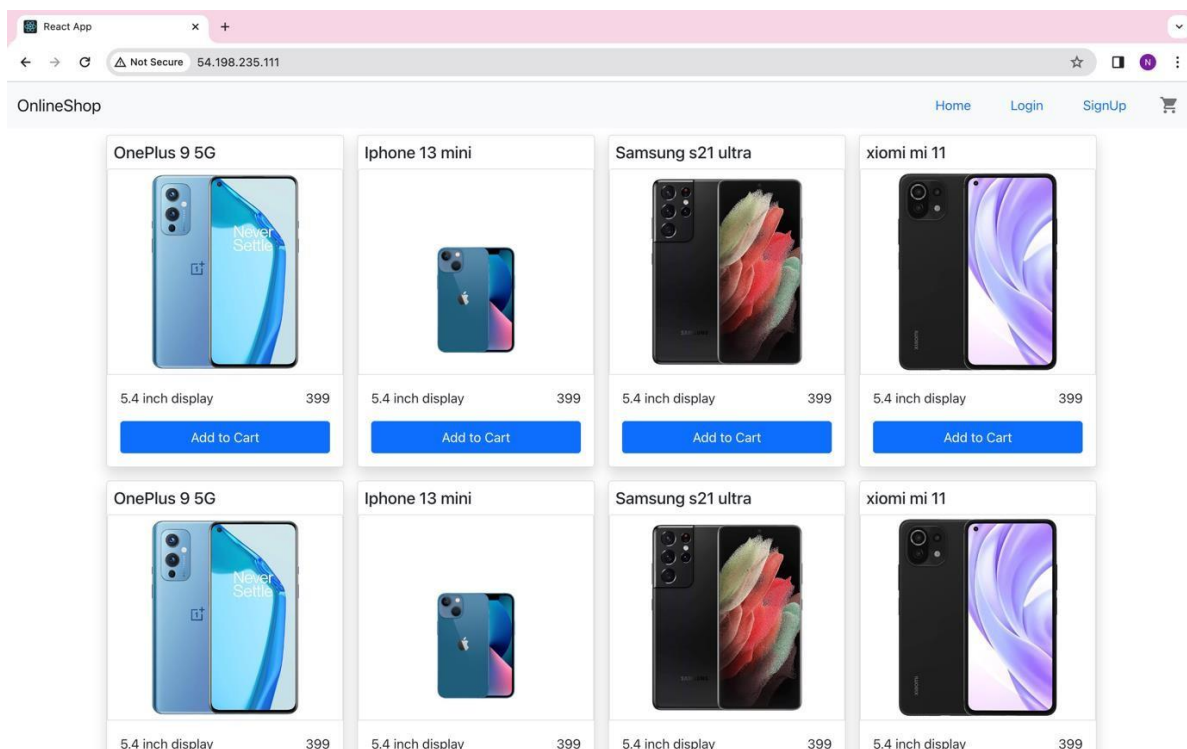 React App
Not Secure 54.198.235.111
N
OnlineShop Home Login SignUp
OnePlus 9 5G Iphone 13 mini Samsung s21 ultra xiomi mi 11
Never
Settle
5.4 inch display 399 5.4 inch display 399 5.4 inch display 399 5.4 inch display 399
Add to Cart Add to Cart Add to Cart Add to Cart
OnePlus 9 5G Iphone 13 mini Samsung s21 ultra xiomi mi 11
Never
Settle
5.4 inch display 399 5.4 inch display 399 5.4 inch display 399 5.4 inch display 399